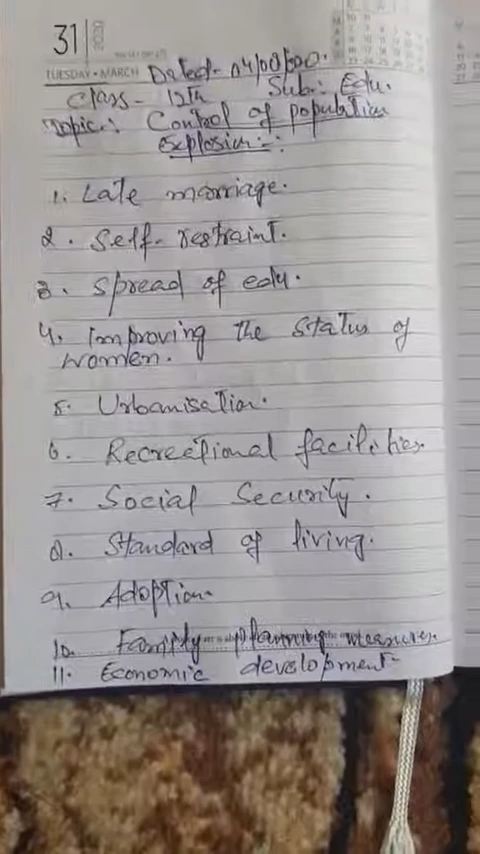 31
TUESDAY • MARCH Dated- 04/08/020.
Class- 12th Sub: Edu.
Topic: Control of population
explosion:-
1. Late marriage.
2. Self-restraint.
3. Spread of edu.
4. Improving the status of
women.
5. Urbanisation.
6. Recreational facilities.
7. Social Security.
8. Standard of living.
9. Adoption.
10. Family planning measures.
11. Economic development-